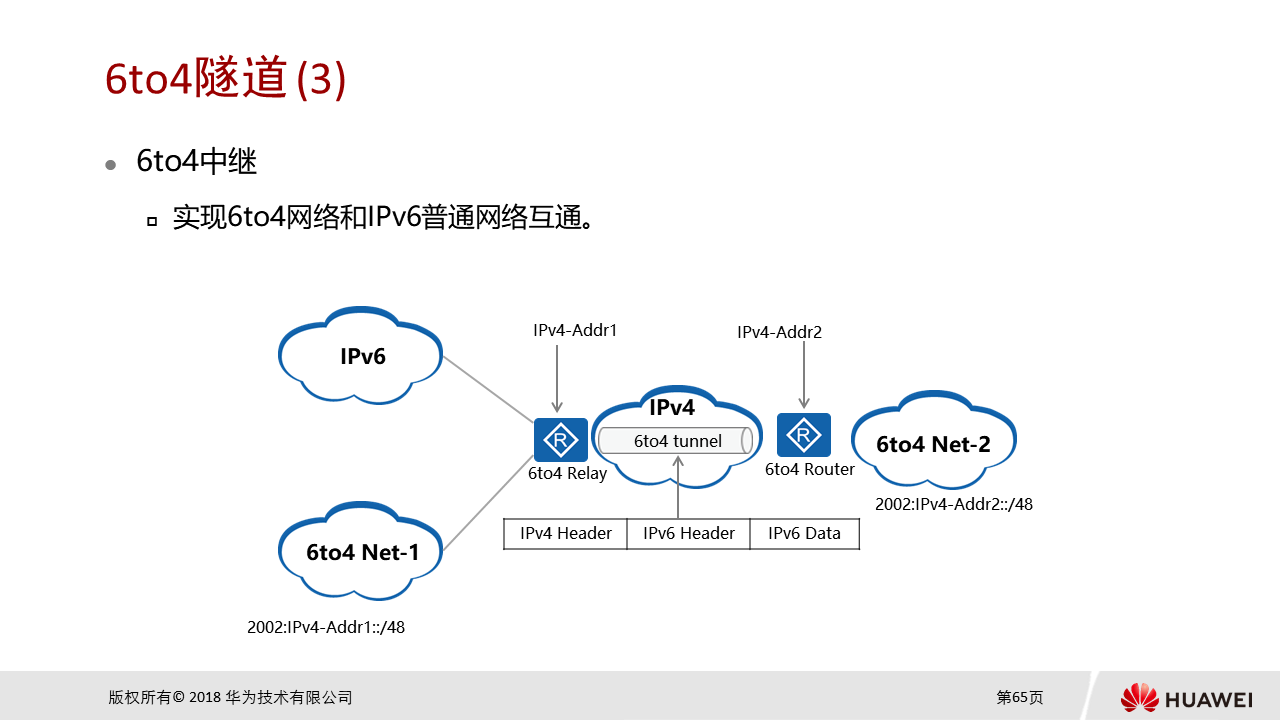 6to4隧道 (3)
6to4中继
实现6to4网络和IPv6普通网络互通。
IPv4-Addr1
IPv4-Addr2
IPv6
IPv4
R
6to4 tunnel
R
6to4 Net-2
6to4 Relay
6to4 Router
2002:IPv4-Addr2::/48
IPv4 Header IPv6 Header IPv6 Data
6to4 Net-1
2002:IPv4-Addr1::/48
版权所有© 2018 华为技术有限公司
第65页
HUAWEI